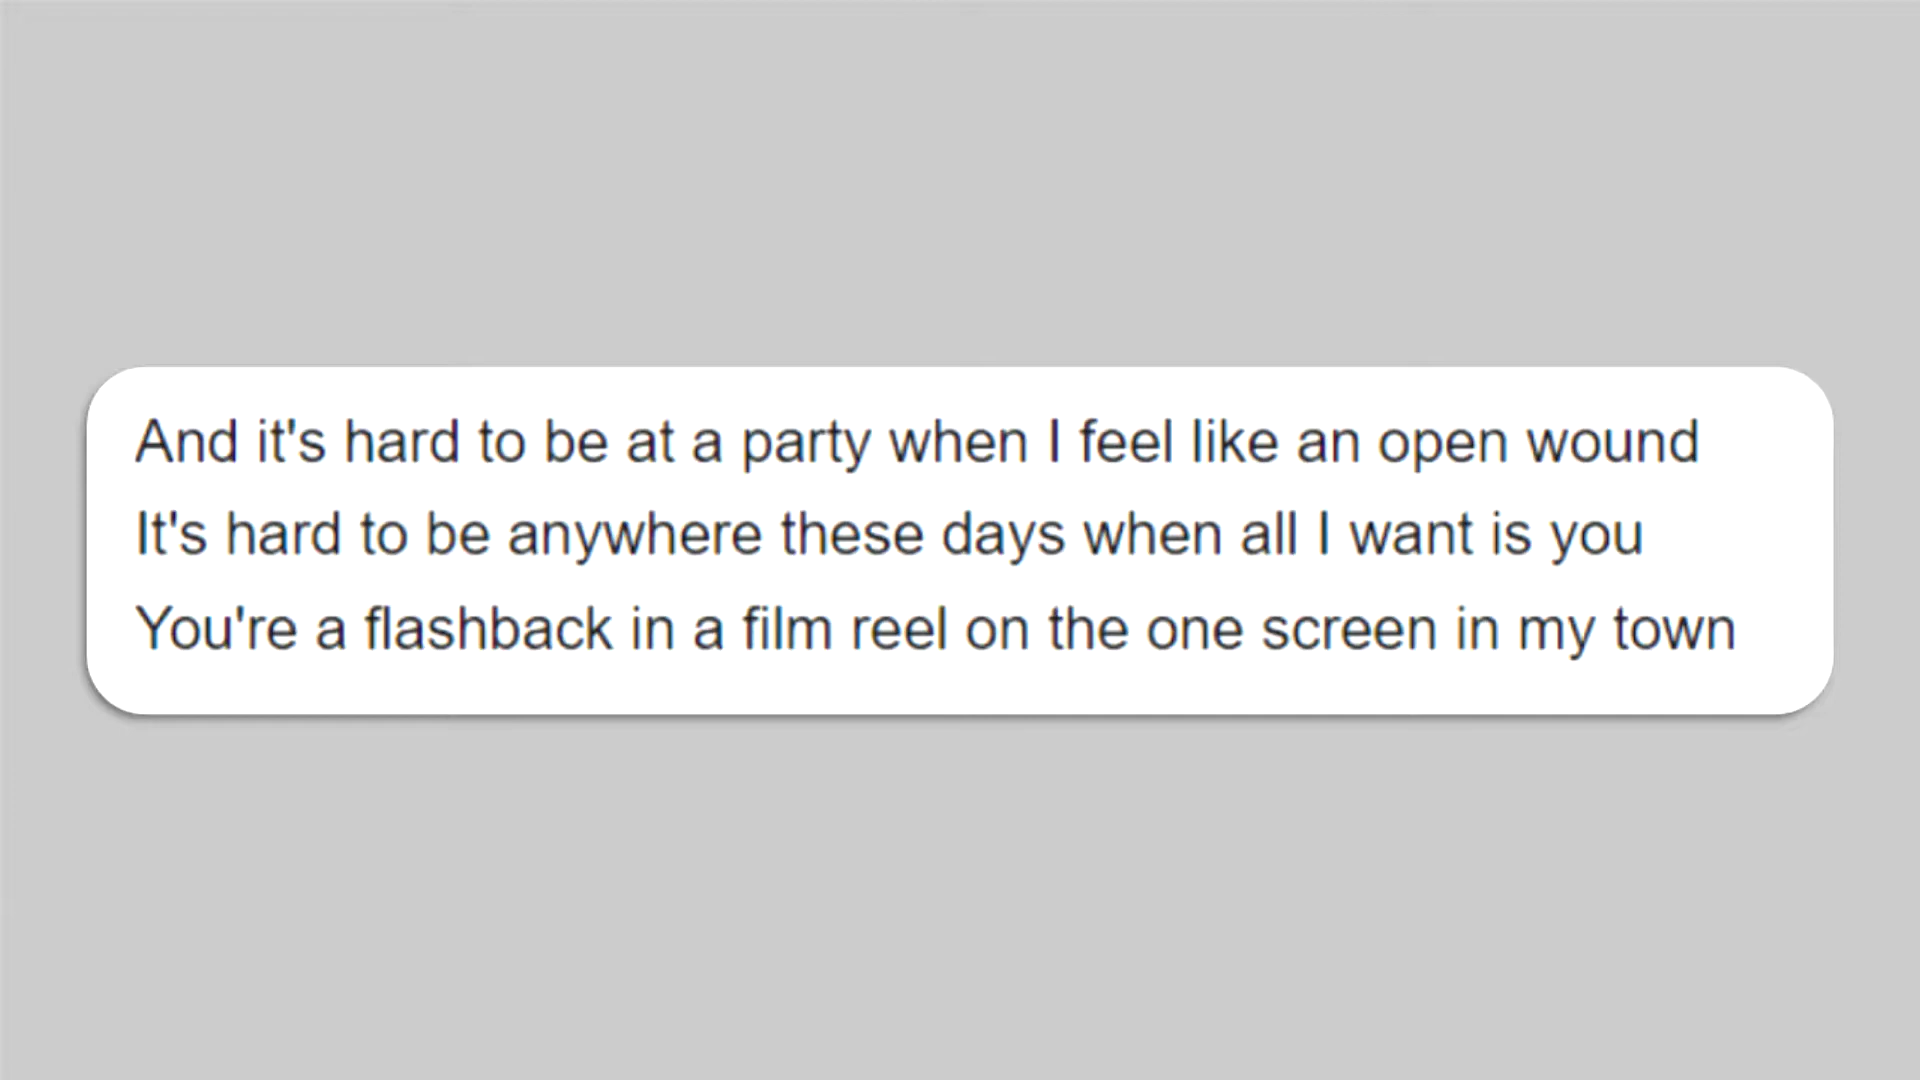 And it's hard to be at a party when I feel like an open wound
It's hard to be anywhere these days when all I want is you
You're a flashback in a film reel on the one screen in my town